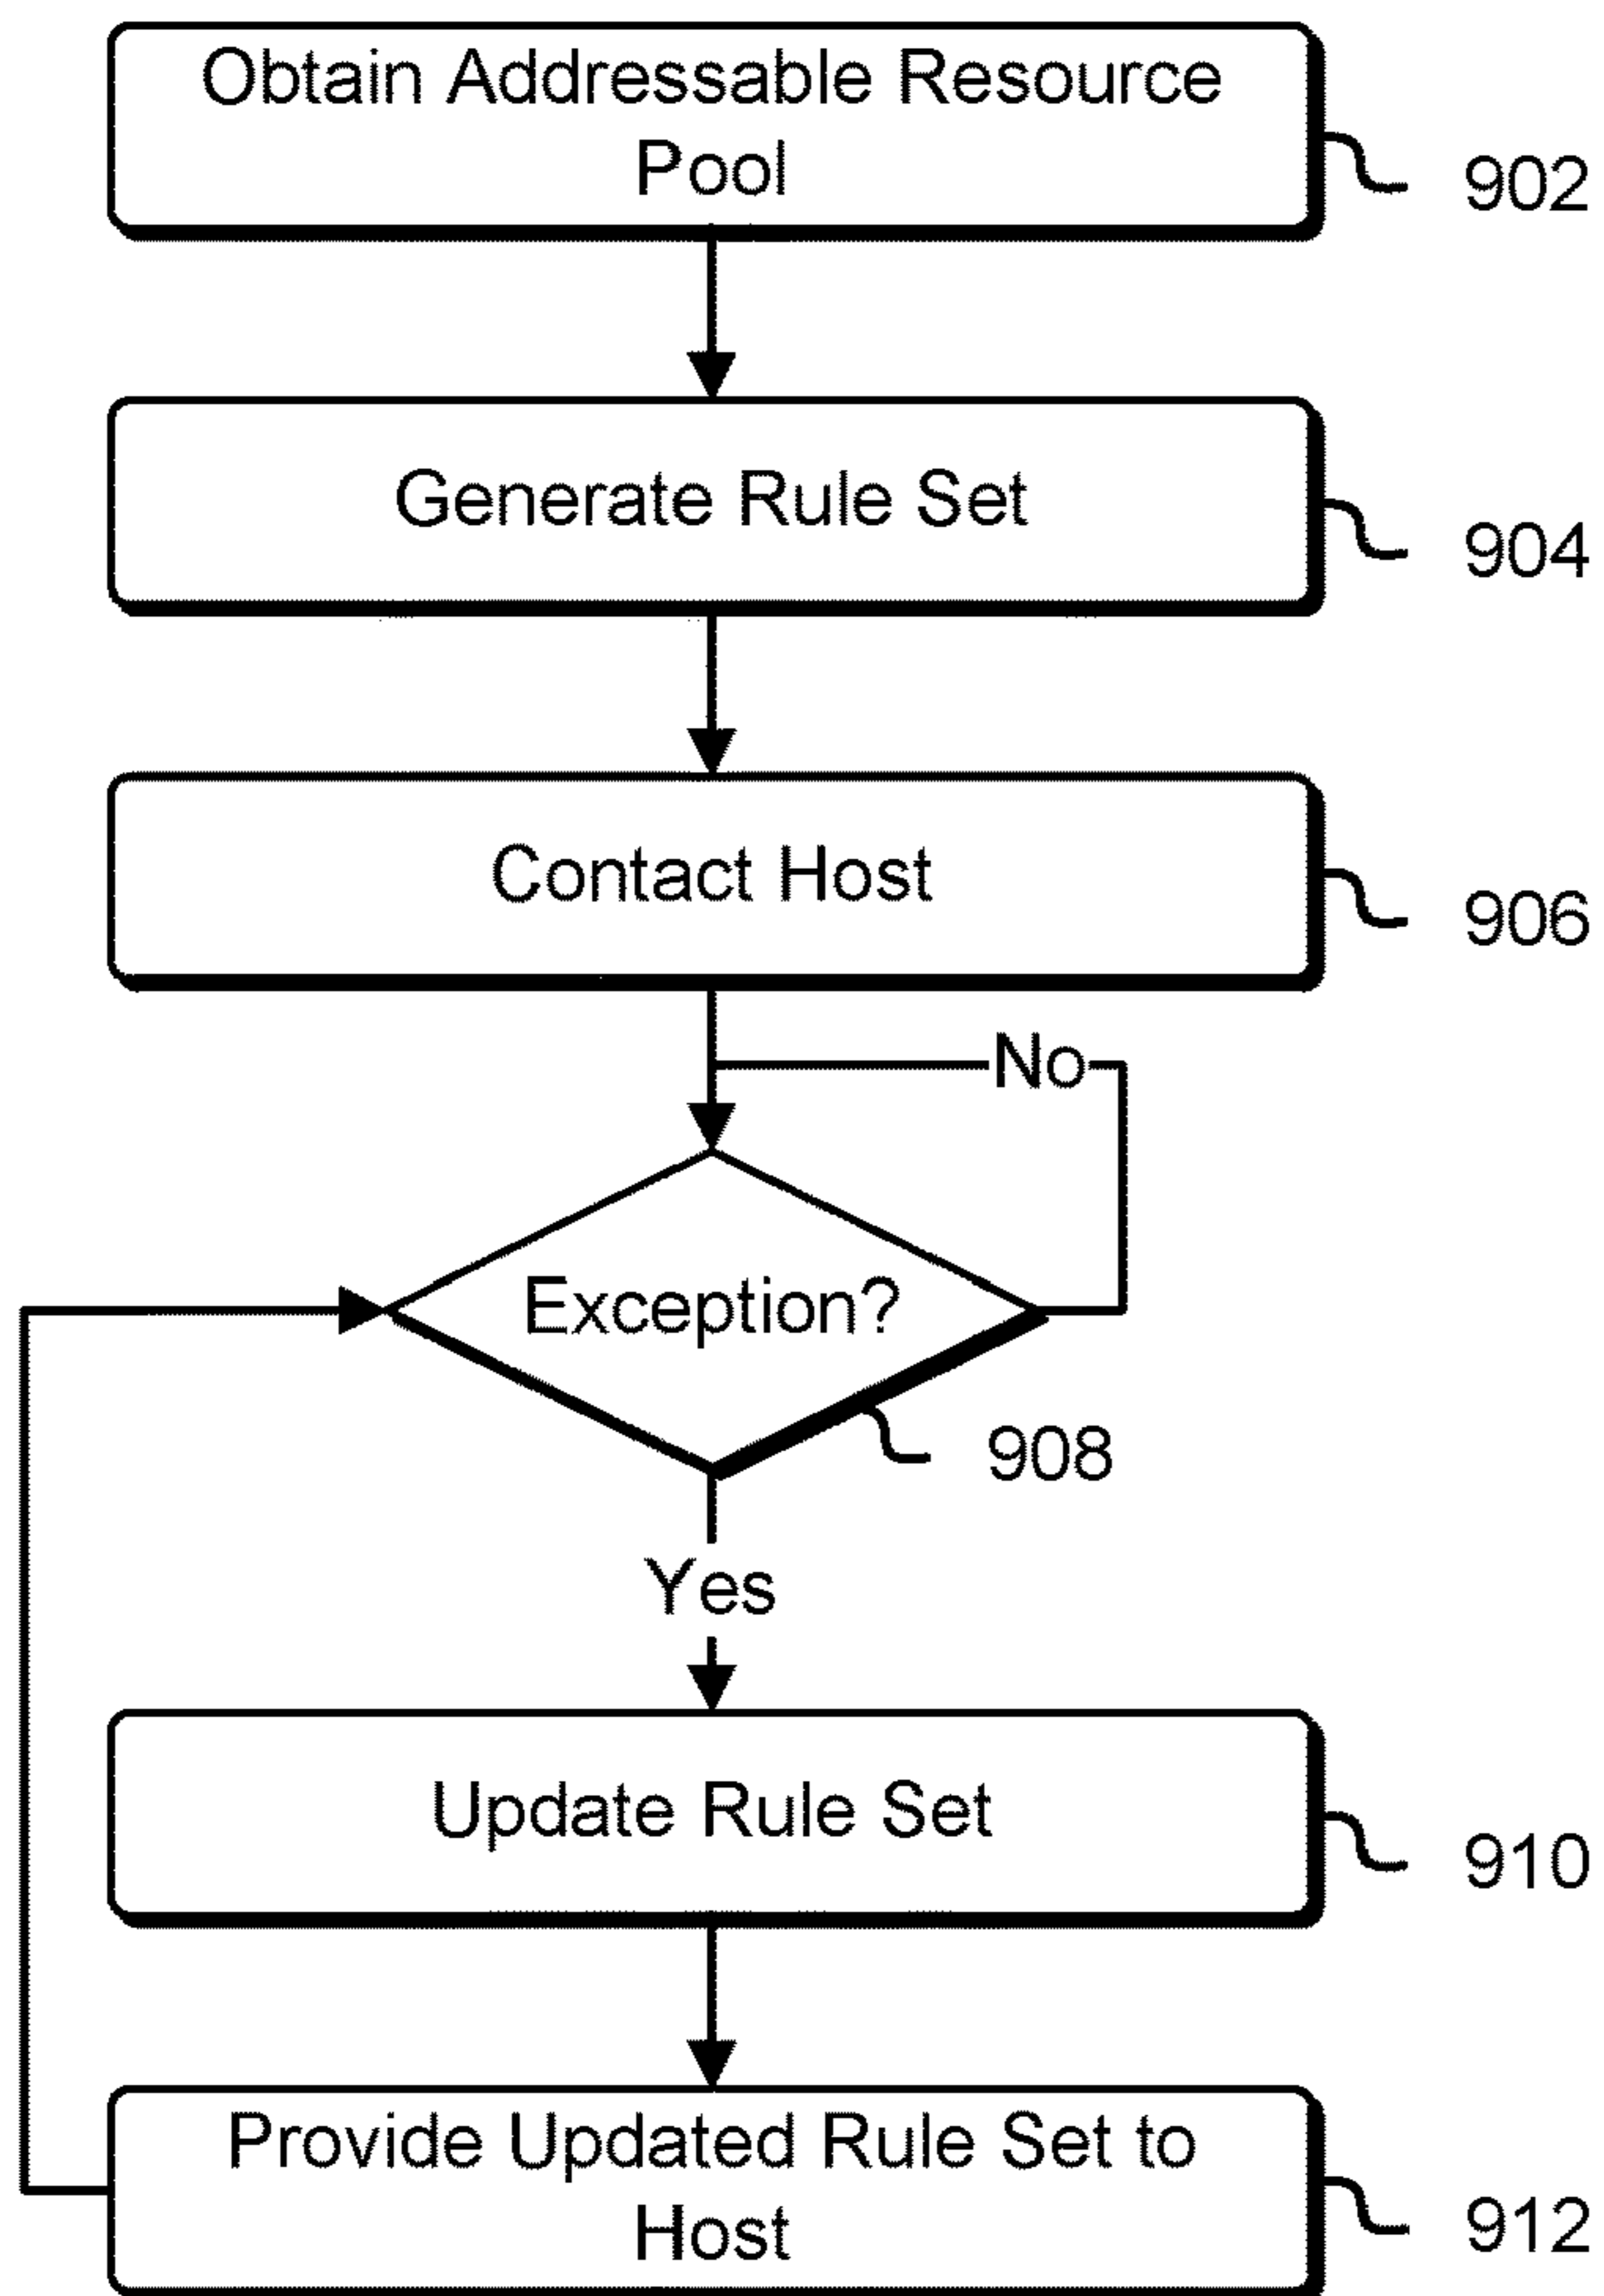 Obtain Addressable Resource
Pool
902
Generate Rule Set
904
Contact Host
906
No
Exception?
908
Yes
Update Rule Set
910
Provide Updated Rule Set to
Host
912